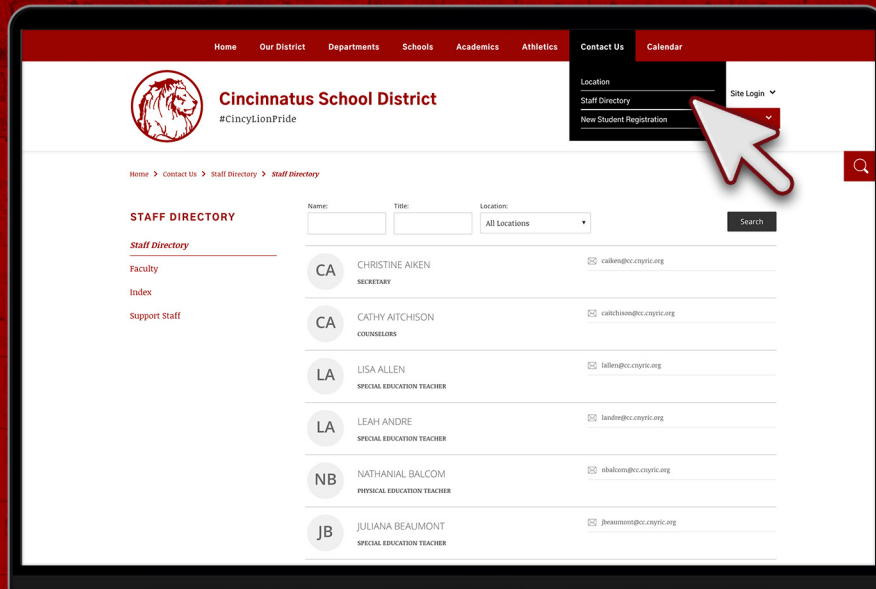 Home Our District Departments Schools Academics Athletics Contact Us Calendar
Location
Staff Directory
New Student Registration
Site Login
Cincinnatus School District
#CincyLionPride
Home > Contact Us > Staff Directory > Staff Directory
STAFF DIRECTORY
Staff Directory
Faculty
Index
Support Staff
Name: Title: Location:
All Locations
Search
CA CHRISTINE AIKEN caiken@cc.cnyric.org
SECRETARY
CA CATHY AITCHISON caitchison@cc.cnyric.org
COUNSELORS
LA LISA ALLEN lallen@cc.cnyric.org
SPECIAL EDUCATION TEACHER
LA LEAH ANDRE landre@cc.cnyric.org
SPECIAL EDUCATION TEACHER
NB NATHANIAL BALCOM nbalcom@cc.cnyric.org
PHYSICAL EDUCATION TEACHER
JB JULIANA BEAUMONT jbeaumont@cc.cnyric.org
SPECIAL EDUCATION TEACHER